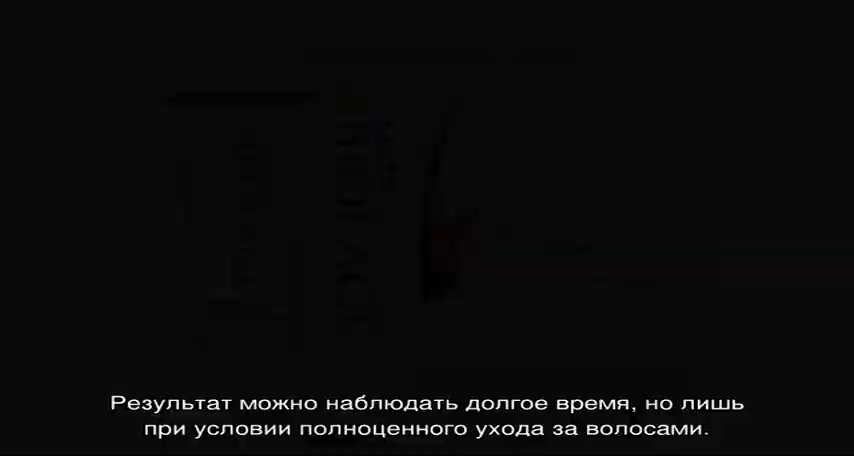 Результат можно наблюдать долгое время, но лишь
при условии полноценного ухода за волосами.